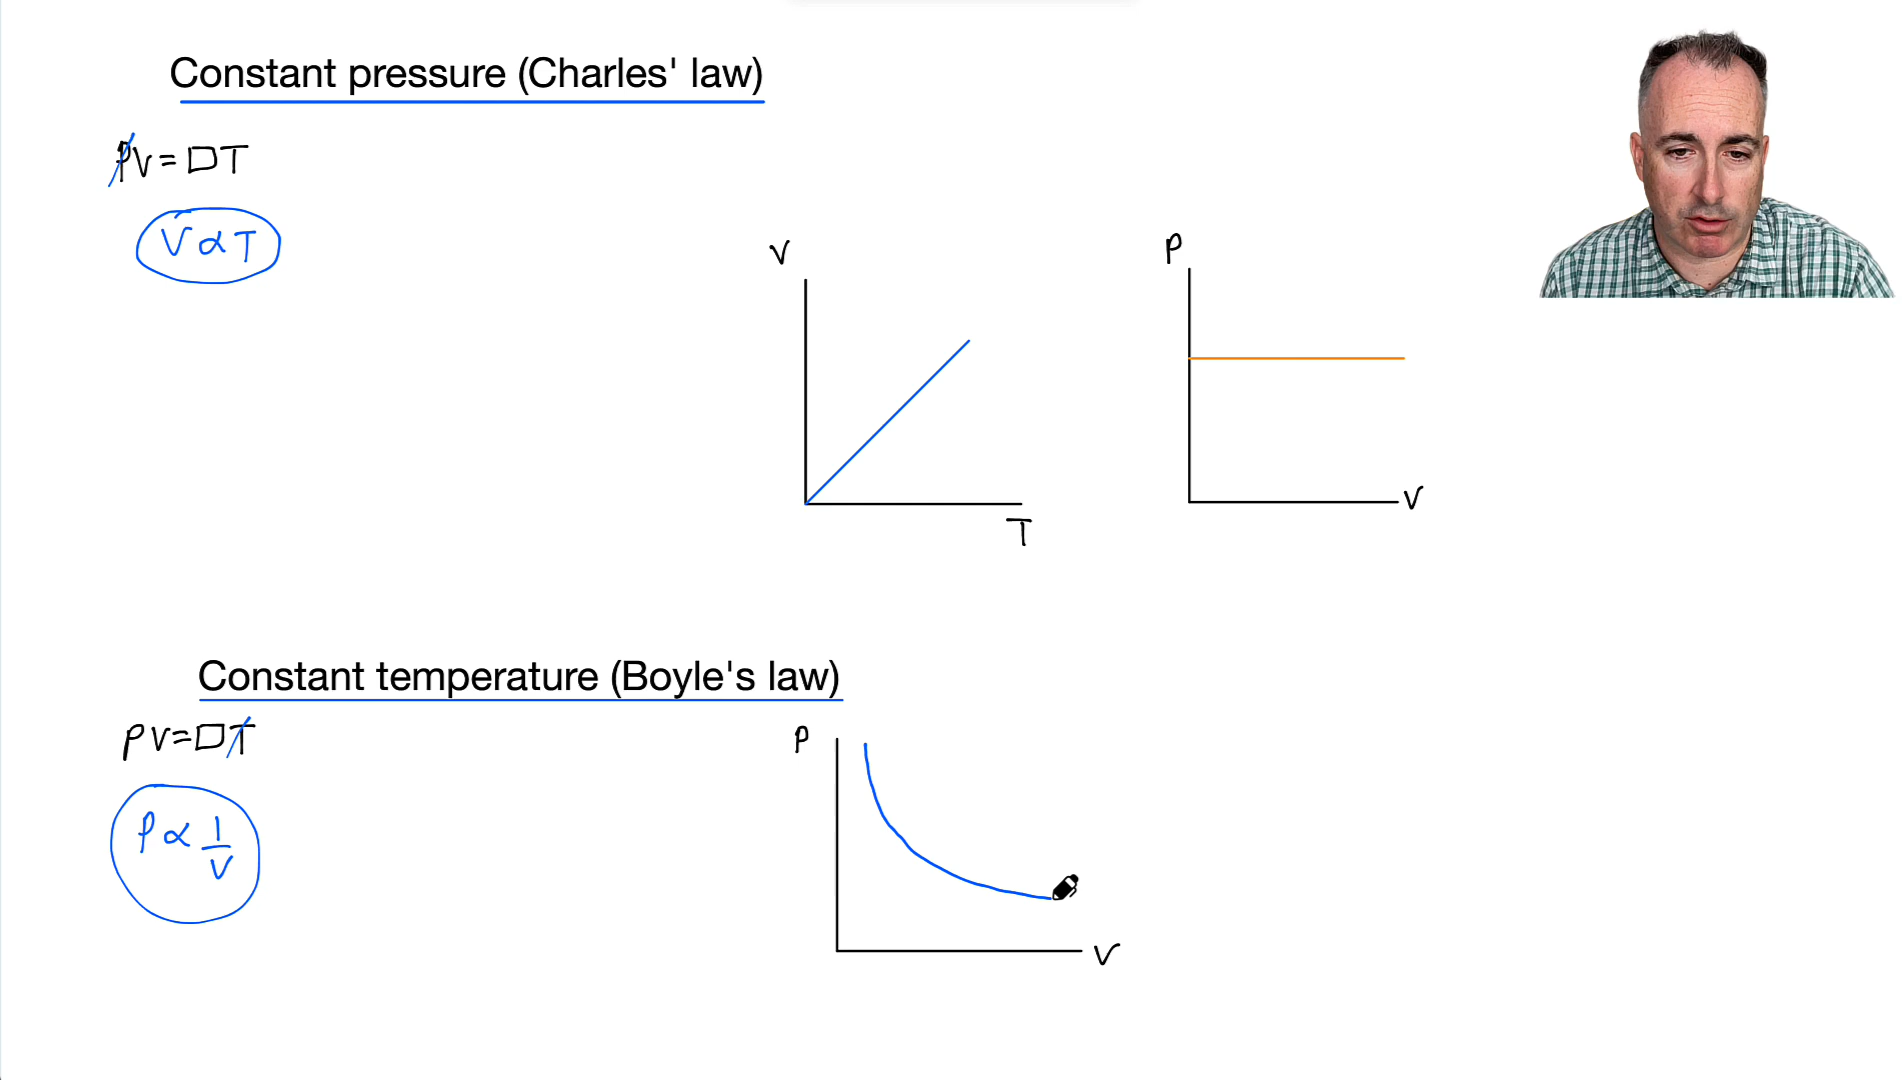 Constant pressure (Charles' law)
PV = □T
V ∝ T
V
T
P
V
Constant temperature (Boyle's law)
PV = □T
P ∝ 1/V
P
V